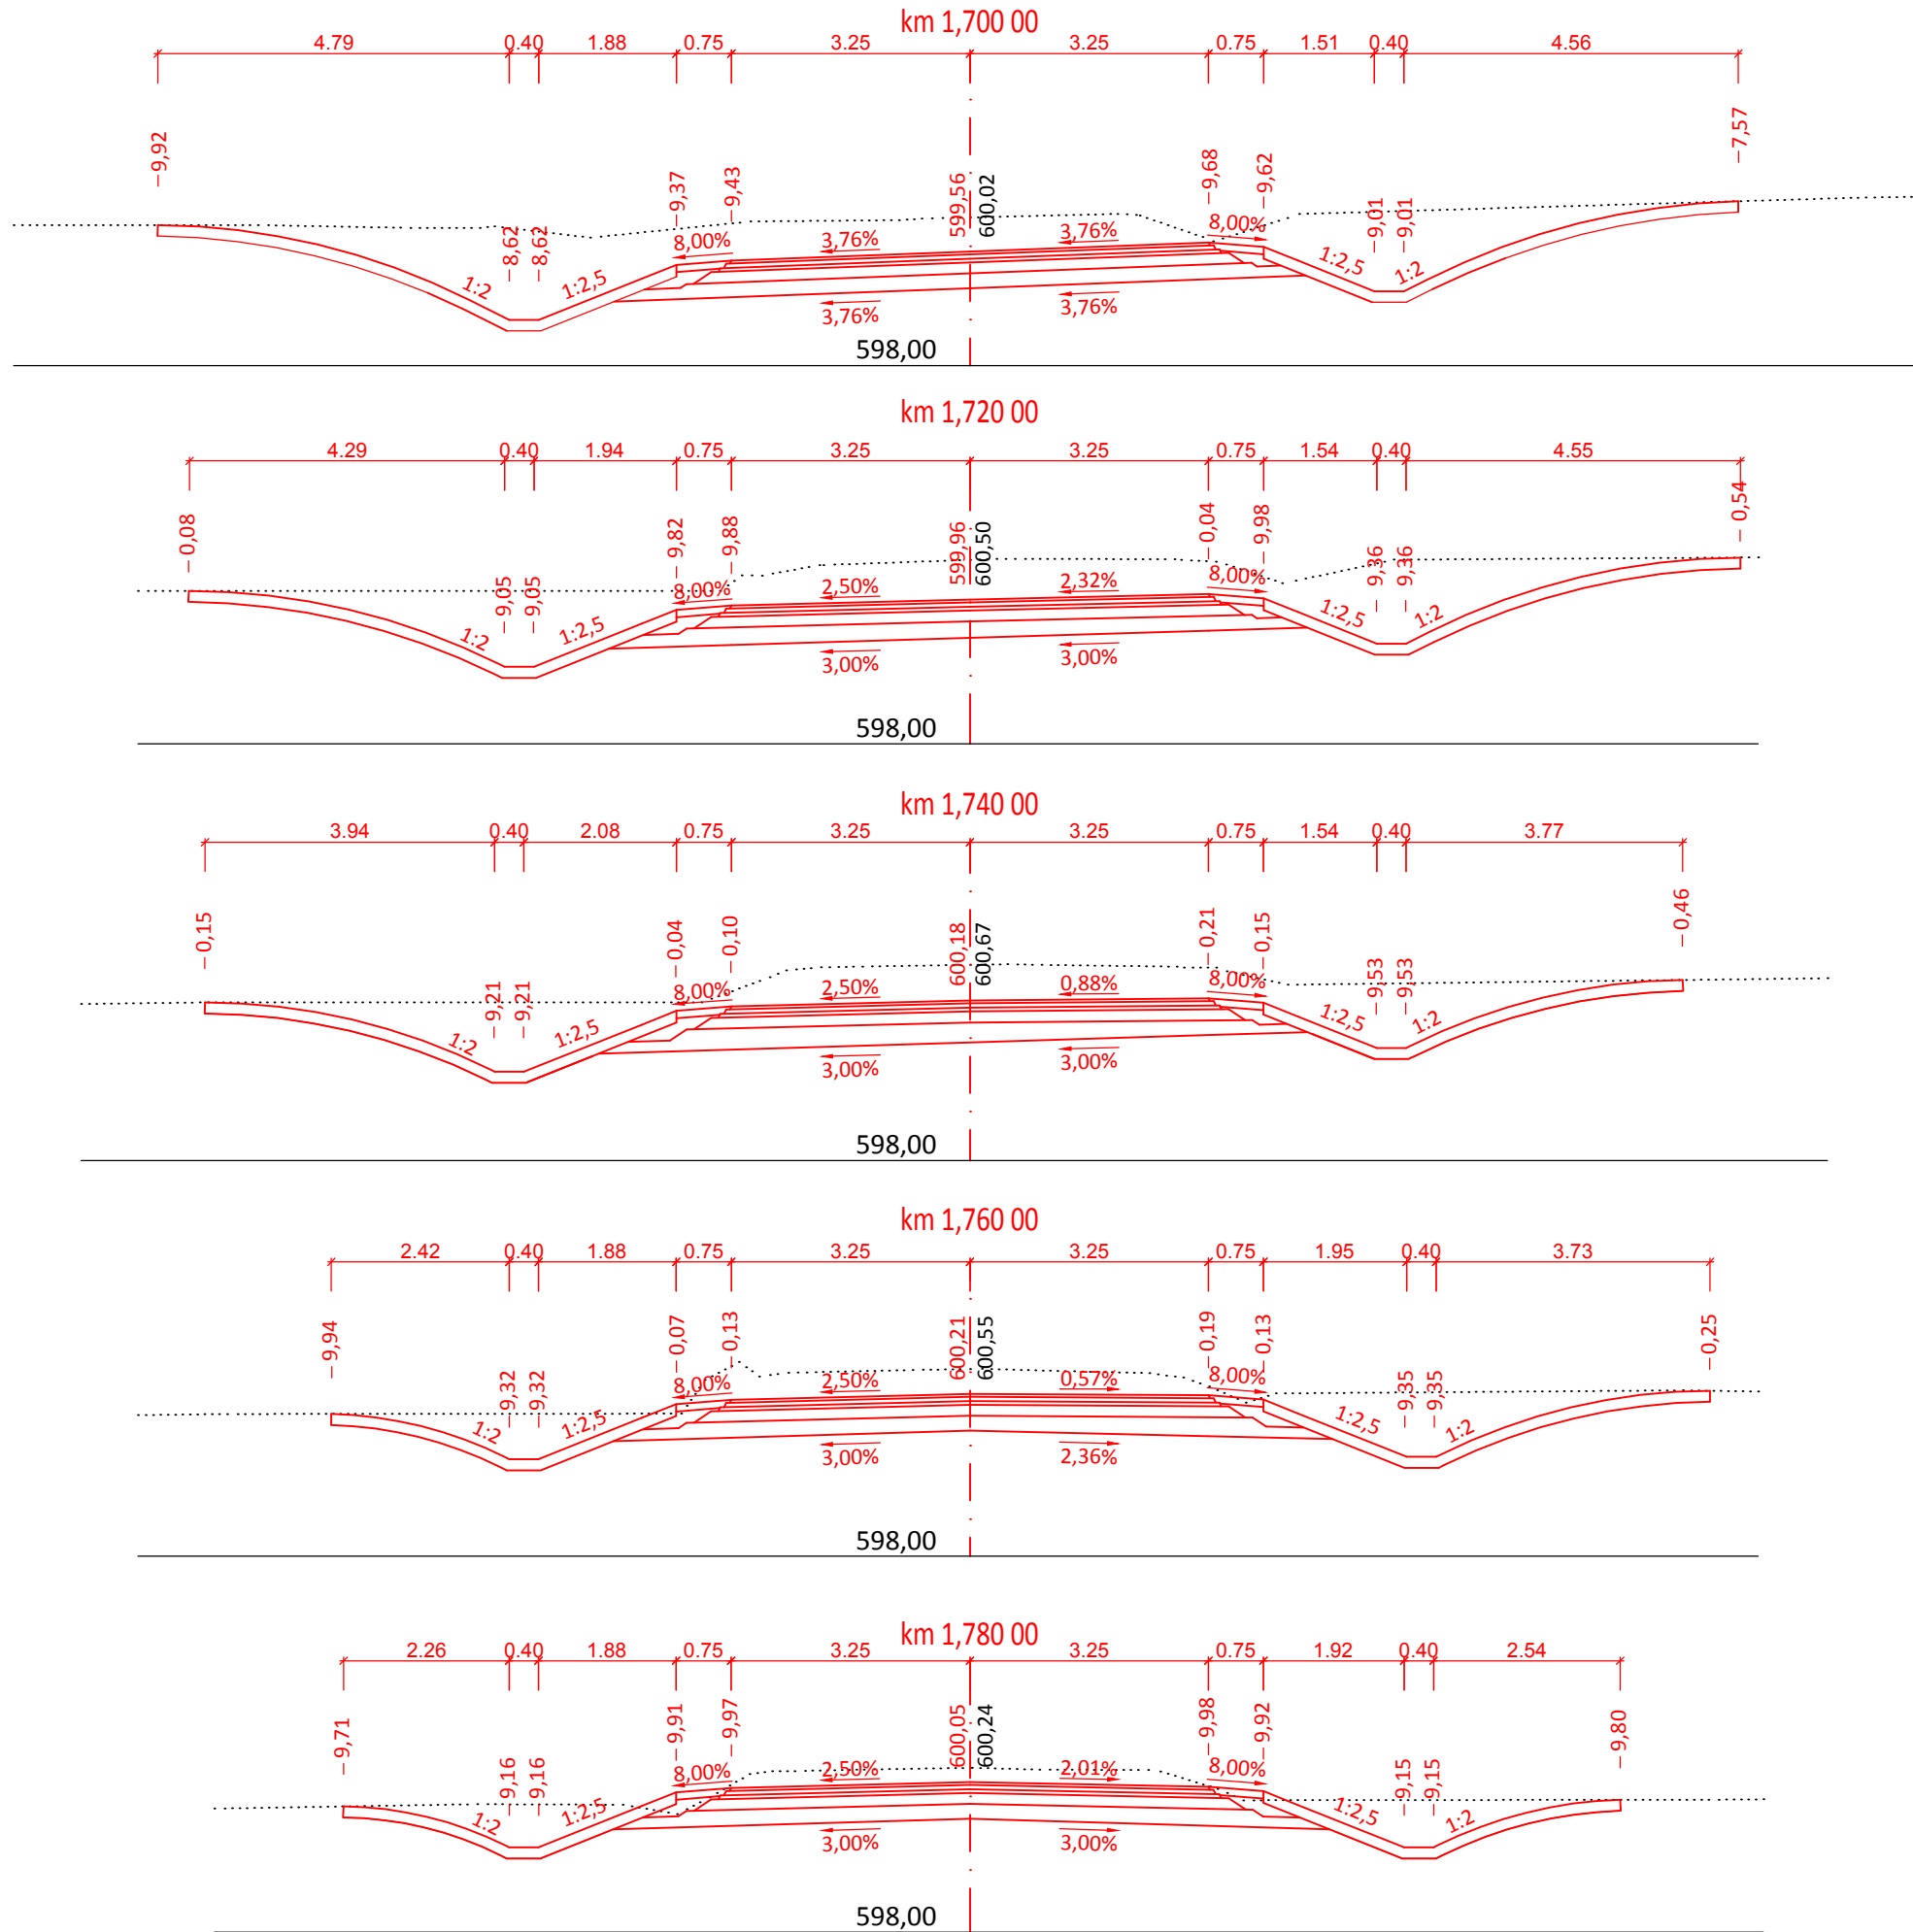 km 1,700 00
4.79 0.40 1.88 0.75 3.25 3.25 0.75 1.51 0.40 4.56
9,92 8,62 8,62 9,37 9,43 599,56 600,02 9,68 9,62 9,01 9,01 7,57
1:2 1:2,5 8,00% 3,76% 3,76% 8,00% 1:2,5 1:2
3,76% 3,76%
598,00
km 1,720 00
4.29 0.40 1.94 0.75 3.25 3.25 0.75 1.54 0.40 4.55
0,08 9,05 9,05 9,82 9,88 599,96 600,50 0,04 9,98 9,36 9,36 0,54
1:2 1:2,5 8,00% 2,50% 2,32% 8,00% 1:2,5 1:2
3,00% 3,00%
598,00
km 1,740 00
3.94 0.40 2.08 0.75 3.25 3.25 0.75 1.54 0.40 3.77
0,15 9,21 9,21 0,04 0,10 600,18 600,67 0,21 0,15 9,53 9,53 0,46
1:2 1:2,5 8,00% 2,50% 0,88% 8,00% 1:2,5 1:2
3,00% 3,00%
598,00
km 1,760 00
2.42 0.40 1.88 0.75 3.25 3.25 0.75 1.95 0.40 3.73
9,94 9,32 9,32 0,07 0,13 600,21 600,55 0,19 0,13 9,35 9,35 0,25
1:2 1:2,5 8,00% 2,50% 0,57% 8,00% 1:2,5 1:2
3,00% 2,36%
598,00
km 1,780 00
2.26 0.40 1.88 0.75 3.25 3.25 0.75 1.92 0.40 2.54
9,71 9,16 9,16 9,91 9,97 600,05 600,24 9,98 9,92 9,15 9,15 9,80
1:2 1:2,5 8,00% 2,50% 2,01% 8,00% 1:2,5 1:2
3,00% 3,00%
598,00